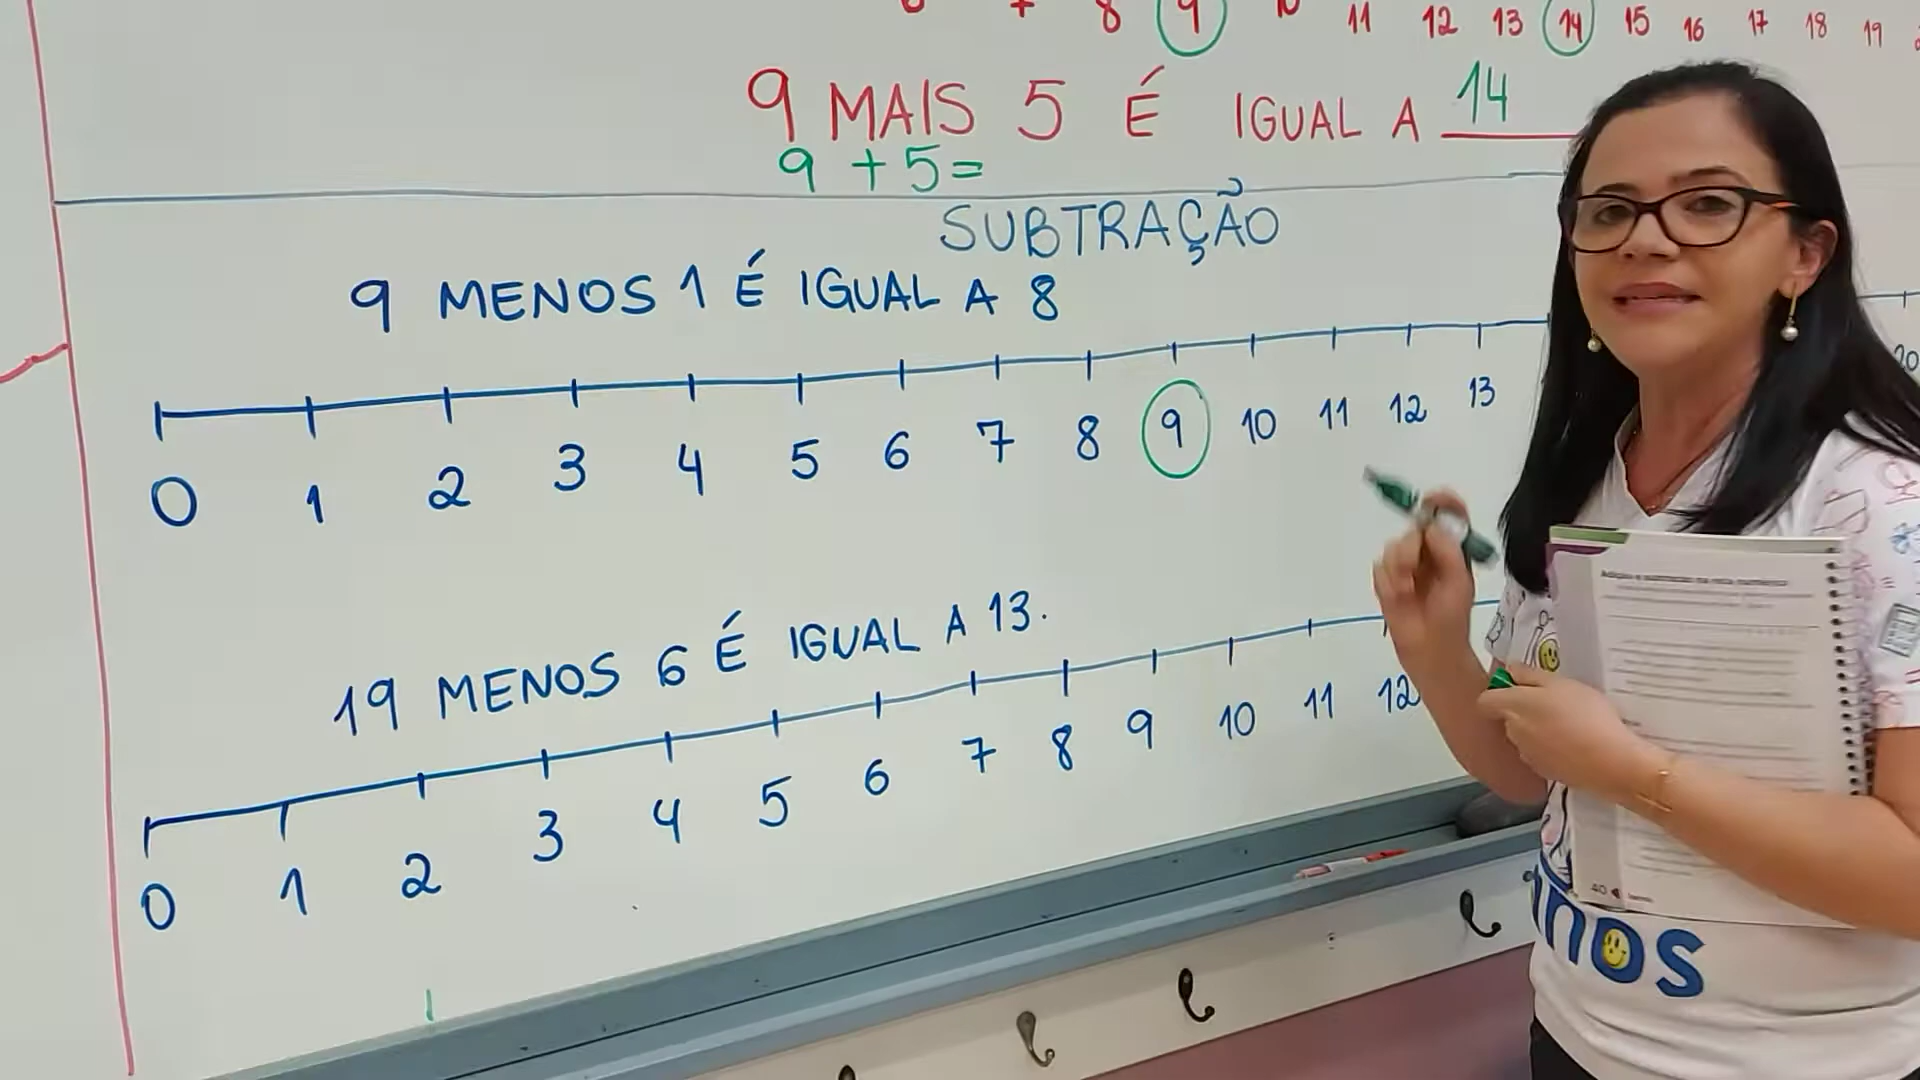 8 9 10 11 12 13 14 15 16 17 18 19
9 MAIS 5 É IGUAL A 14
9 + 5 =
SUBTRAÇÃO
9 MENOS 1 É IGUAL A 8
0 1 2 3 4 5 6 7 8 9 10 11 12 13
20
19 MENOS 6 É IGUAL A 13.
0 1 2 3 4 5 6 7 8 9 10 11 12
40
nos